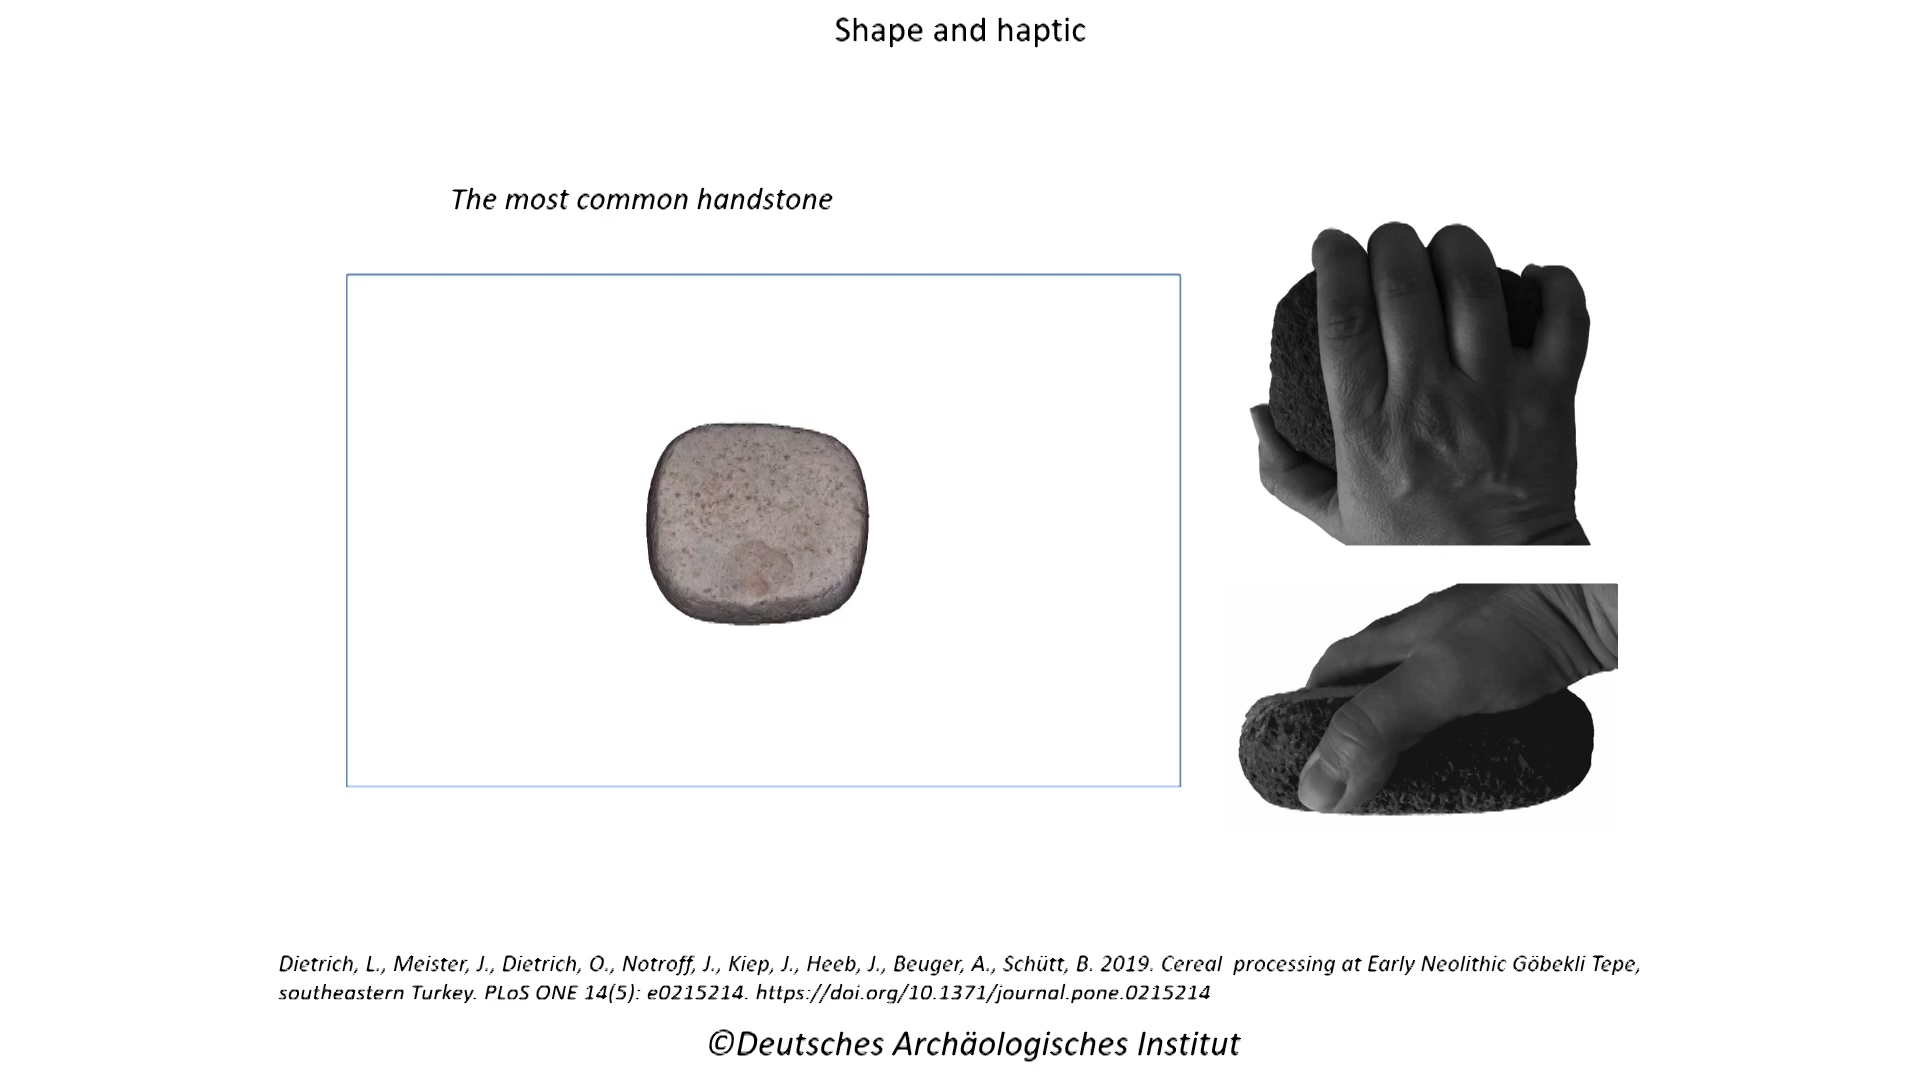 Shape and haptic
The most common handstone
Dietrich, L., Meister, J., Dietrich, O., Notroff, J., Kiep, J., Heeb, J., Beuger, A., Schütt, B. 2019. Cereal  processing at Early Neolithic Göbekli Tepe,
southeastern Turkey. PLoS ONE 14(5): e0215214. https://doi.org/10.1371/journal.pone.0215214
©Deutsches Archäologisches Institut